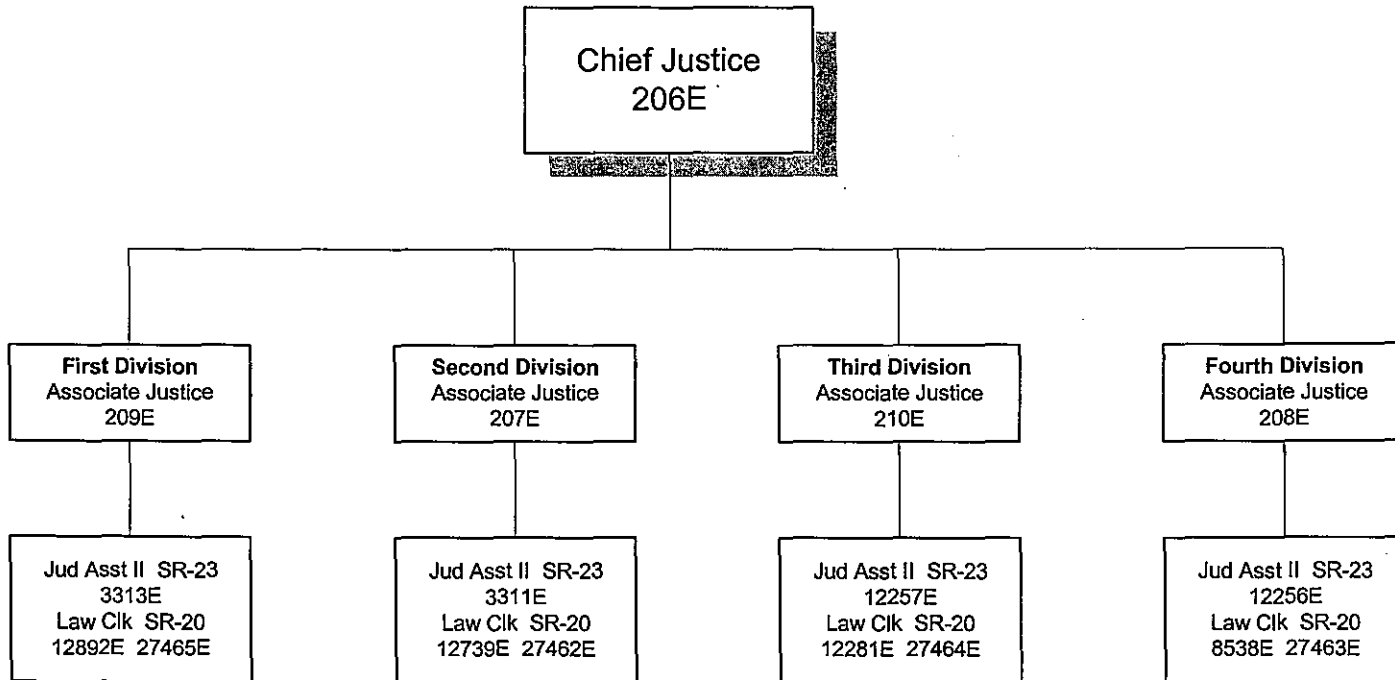 Chief Justice
206E
First Division
Associate Justice
209E
Second Division
Associate Justice
207E
Third Division
Associate Justice
210E
Fourth Division
Associate Justice
208E
Jud Asst II SR-23
3313E
Law Clk SR-20
12892E 27465E
Jud Asst II SR-23
3311E
Law Clk SR-20
12739E 27462E
Jud Asst II SR-23
12257E
Law Clk SR-20
12281E 27464E
Jud Asst II SR-23
12256E
Law Clk SR-20
8538E 27463E